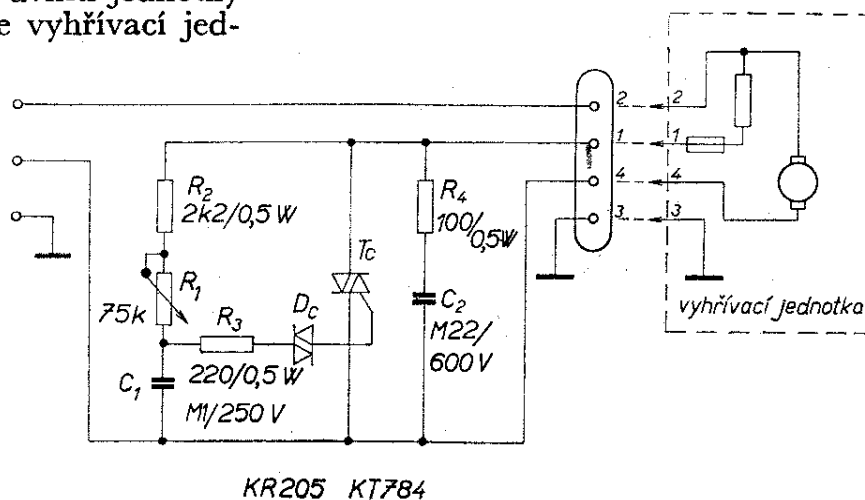 e vyhřívací jed-
2
2
1
1
4
4
3
3
R2
2k2/0,5 W
R4
100/
0,5W
Tc
R1
75k
Dc
R3
C2
M22/
600V
220/0,5 W
C1
M1/250 V
vyhřívací jednotka
KR205 KT784